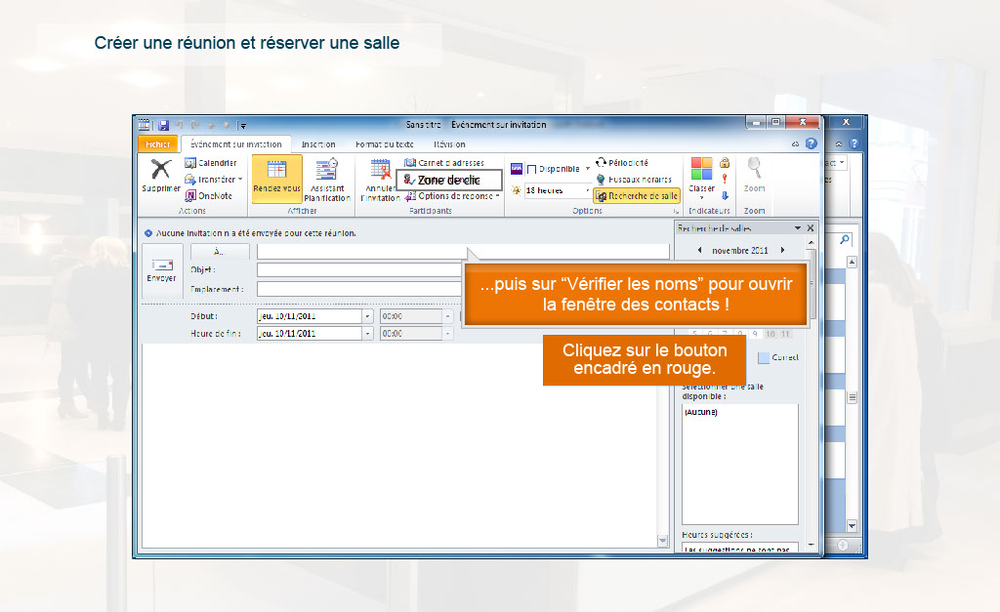 Créer une réunion et réserver une salle
Sans titre - Événement sur invitation
Fichier
Événement sur invitation
Insertion
Format du texte
Révision
Supprimer
Calendrier
Transférer
OneNote
Actions
Rendez-vous
Assistant
Planification
Afficher
Annuler
l'invitation
Carnet d'adresses
Zone de clic
Options de réponse
Participants
Disponible
18 heures
Périodicité
Fuseaux horaires
Recherche de salle
Options
Classer
Indicateurs
Zoom
Zoom
Aucune invitation n'a été envoyée pour cette réunion.
Envoyer
À...
Objet :
Emplacement :
Début :
jeu. 10/11/2011
00:00
Heure de fin :
jeu. 10/11/2011
00:00
Recherche de salles
novembre 2011
...puis sur “Vérifier les noms” pour ouvrir
la fenêtre des contacts !
5 6 7 8 9 10 11
Cliquez sur le bouton
encadré en rouge.
Correct
Sélectionner une salle
disponible :
(Aucune)
Heures suggérées :
Les suggestions ne sont pas